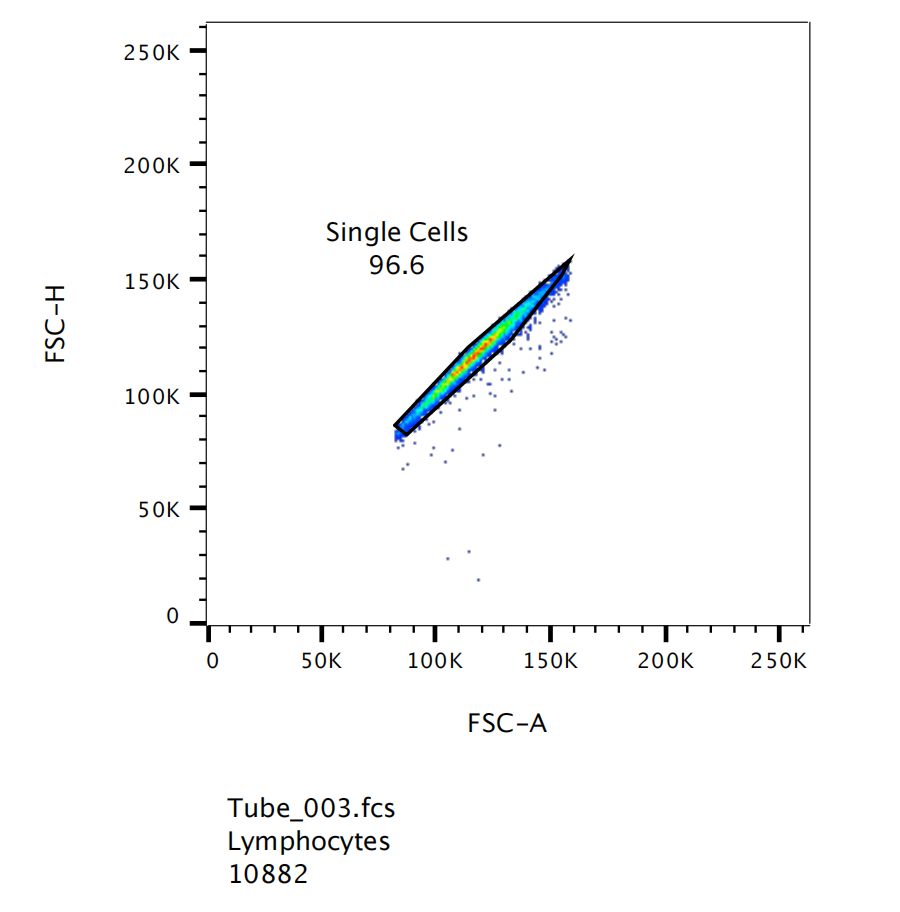 250K
200K
150K
100K
50K
0
FSC-H
Single Cells
96.6
0 50K 100K 150K 200K 250K
FSC-A
Tube_003.fcs
Lymphocytes
10882